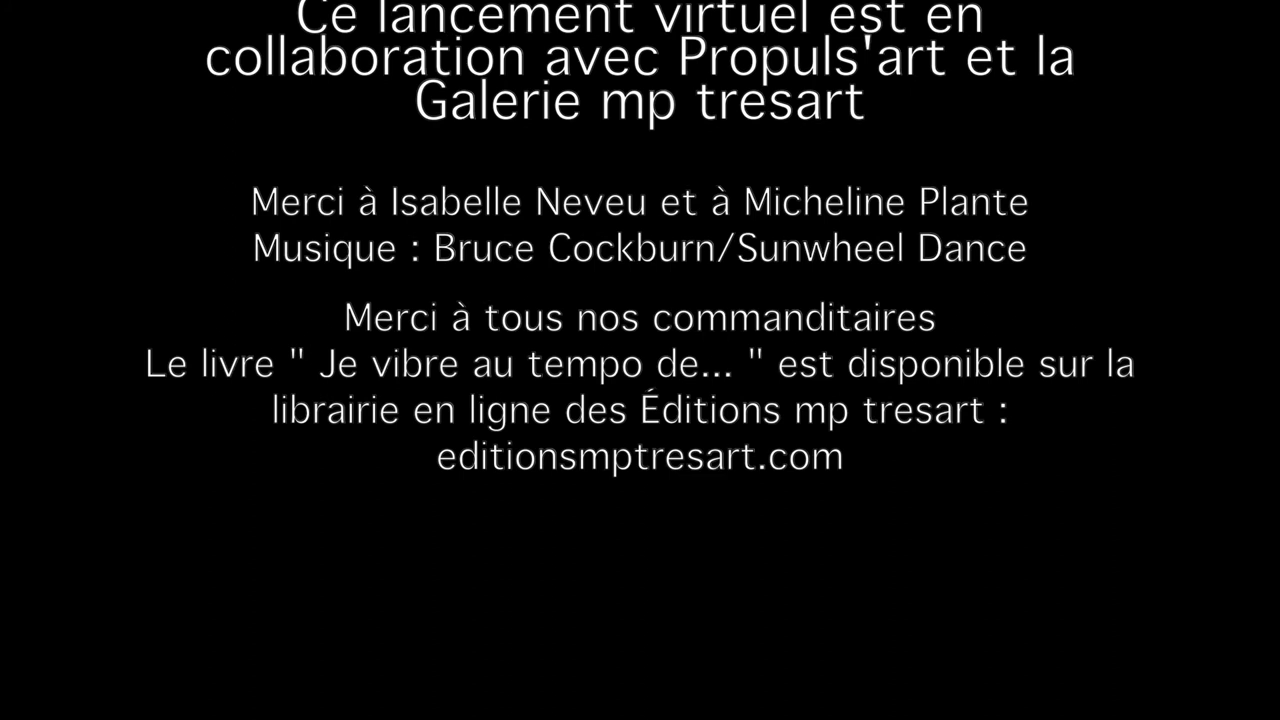 Ce lancement virtuel est en
collaboration avec Propuls'art et la
Galerie mp tresart
Merci à Isabelle Neveu et à Micheline Plante
Musique : Bruce Cockburn/Sunwheel Dance
Merci à tous nos commanditaires
Le livre " Je vibre au tempo de... " est disponible sur la
librairie en ligne des Éditions mp tresart :
editionsmptresart.com